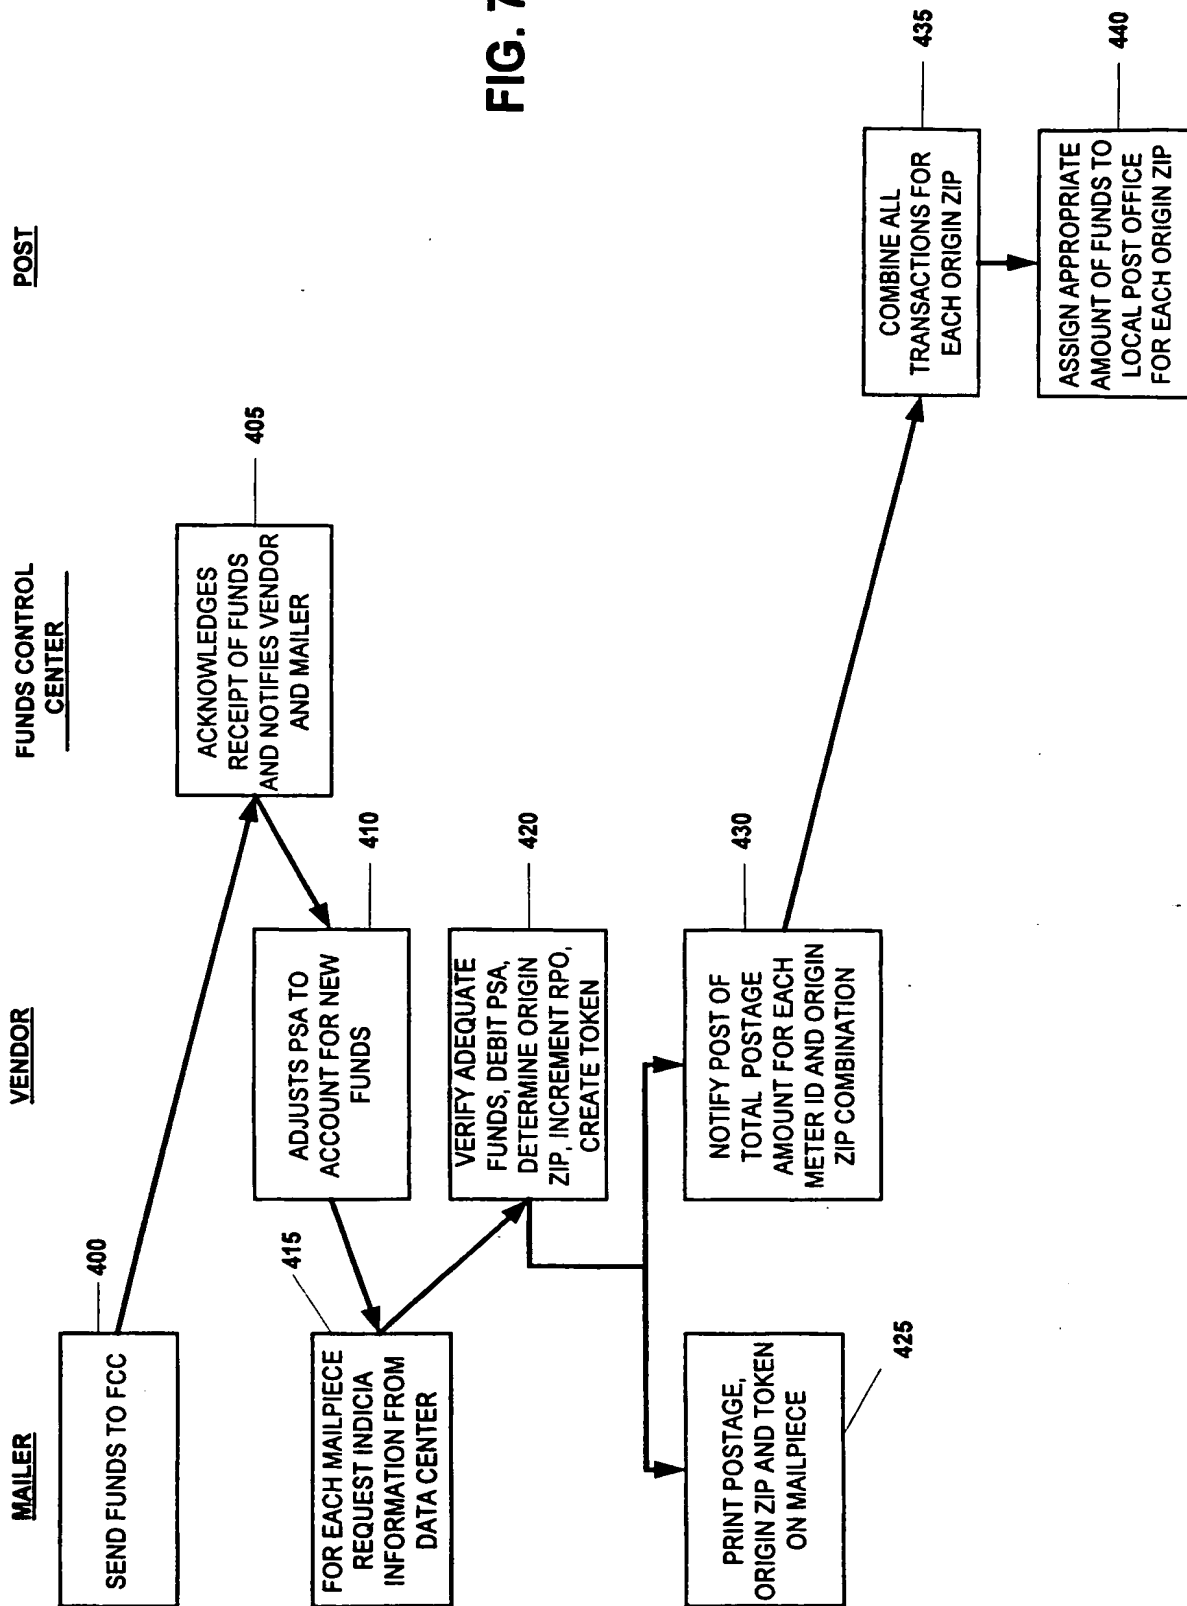 MAILER
VENDOR
FUNDS CONTROL
CENTER
POST
400
SEND FUNDS TO FCC
405
ACKNOWLEDGES
RECEIPT OF FUNDS
AND NOTIFIES VENDOR
AND MAILER
410
ADJUSTS PSA TO
ACCOUNT FOR NEW
FUNDS
415
FOR EACH MAILPIECE
REQUEST INDICIA
INFORMATION FROM
DATA CENTER
420
VERIFY ADEQUATE
FUNDS, DEBIT PSA,
DETERMINE ORIGIN
ZIP, INCREMENT RPO,
CREATE TOKEN
425
PRINT POSTAGE,
ORIGIN ZIP AND TOKEN
ON MAILPIECE
430
NOTIFY POST OF
TOTAL POSTAGE
AMOUNT FOR EACH
METER ID AND ORIGIN
ZIP COMBINATION
435
COMBINE ALL
TRANSACTIONS FOR
EACH ORIGIN ZIP
440
ASSIGN APPROPRIATE
AMOUNT OF FUNDS TO
LOCAL POST OFFICE
FOR EACH ORIGIN ZIP
FIG. 7